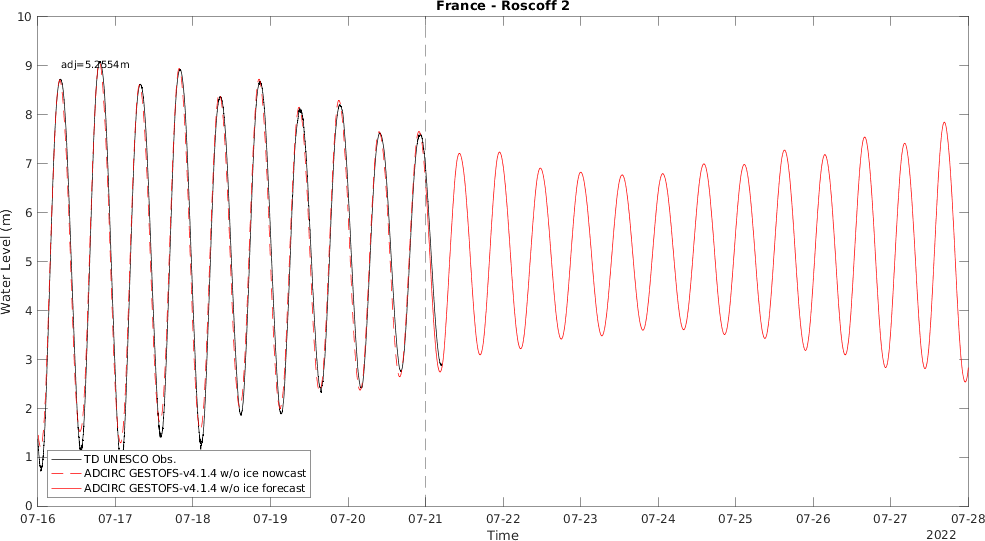 France - Roscoff 2
10
9
8
7
6
5
4
3
2
1
0
Water Level (m)
adj=5.2554m
TD UNESCO Obs.
ADCIRC GESTOFS-v4.1.4 w/o ice nowcast
ADCIRC GESTOFS-v4.1.4 w/o ice forecast
07-16 07-17 07-18 07-19 07-20 07-21 07-22 07-23 07-24 07-25 07-26 07-27 07-28
Time
2022